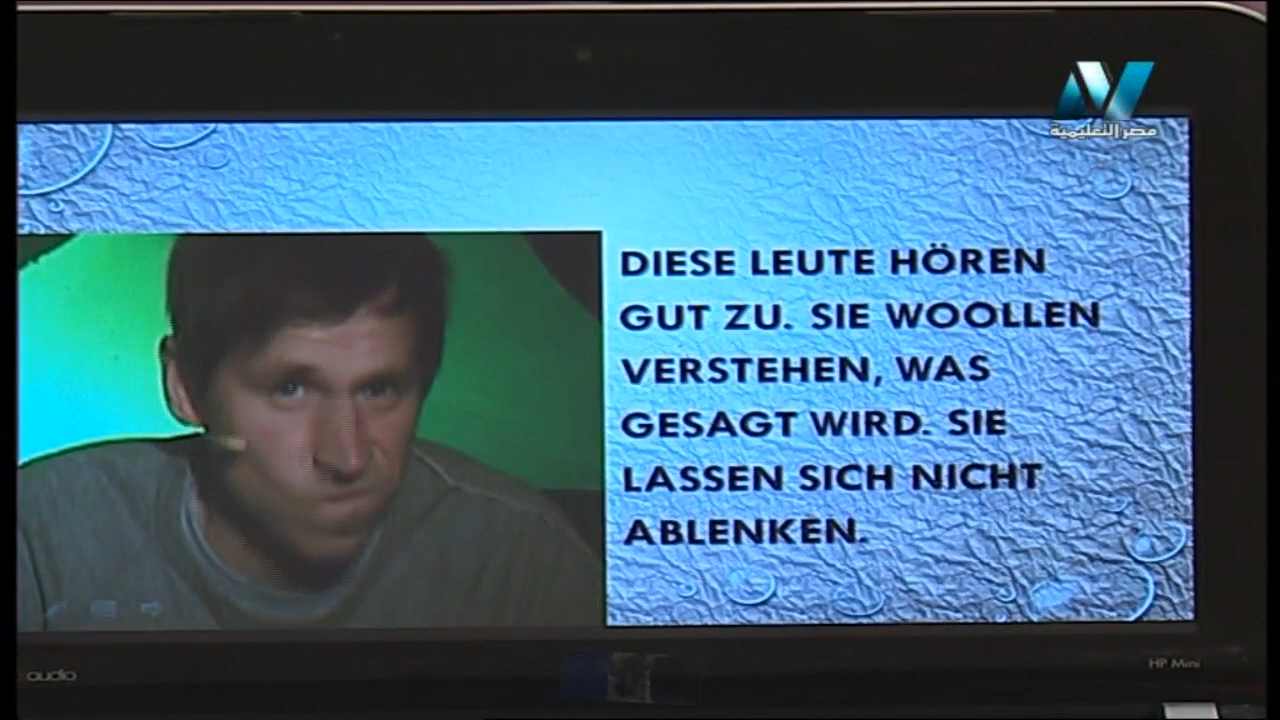 مصر التعليمية
DIESE LEUTE HÖREN
GUT ZU. SIE WOOLLEN
VERSTEHEN, WAS
GESAGT WIRD. SIE
LASSEN SICH NICHT
ABLENKEN.
audio
HP Mini